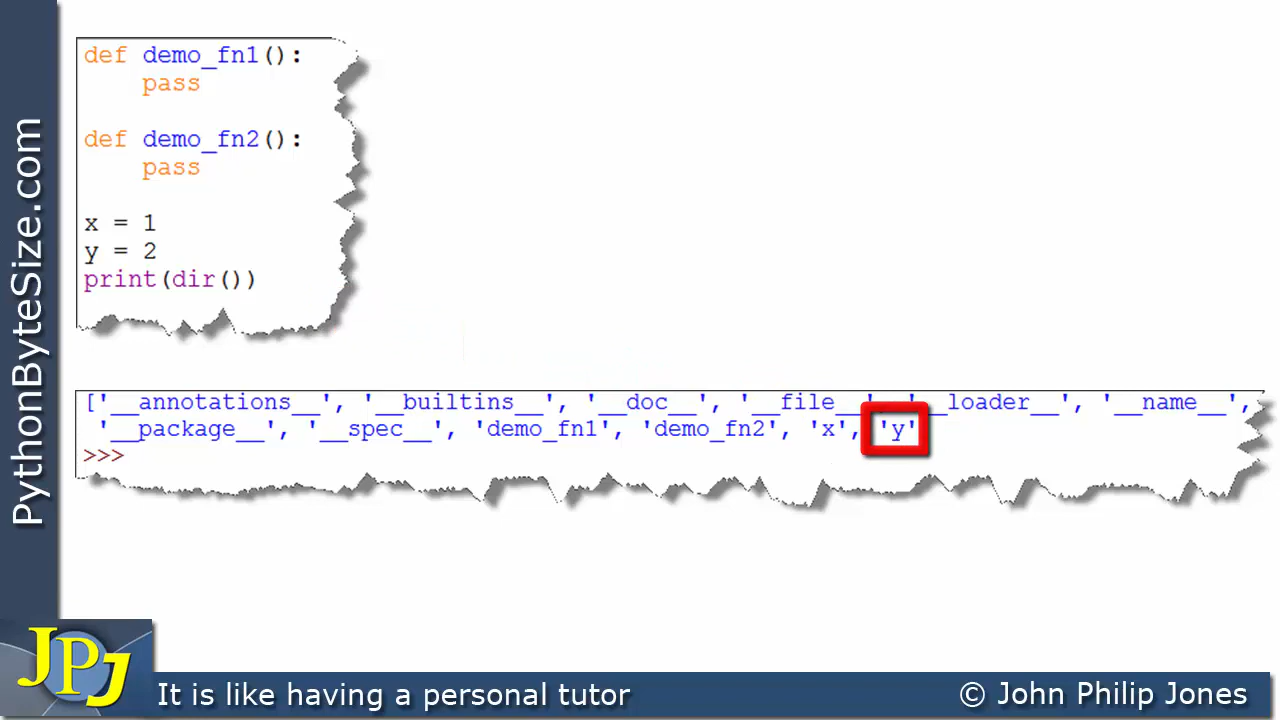 def demo_fn1():
    pass
def demo_fn2():
    pass
x = 1
y = 2
print(dir())
['__annotations__', '__builtins__', '__doc__', '__file__', '__loader__', '__name__',
'__package__', '__spec__', 'demo_fn1', 'demo_fn2', 'x', 'y'
>>>
PythonByteSize.com
JPJ
It is like having a personal tutor
© John Philip Jones